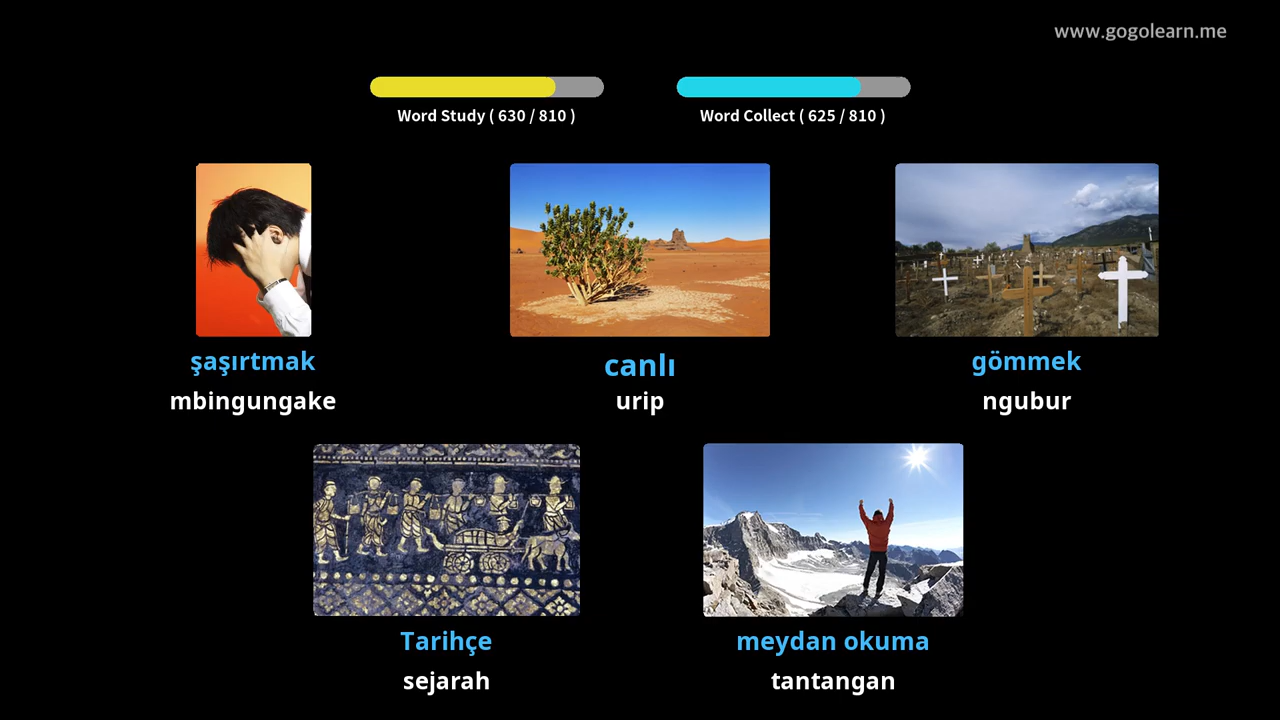 www.gogolearn.me
Word Study ( 630 / 810 )
Word Collect ( 625 / 810 )
şaşırtmak
mbingungake
canlı
urip
gömmek
ngubur
Tarihçe
sejarah
meydan okuma
tantangan